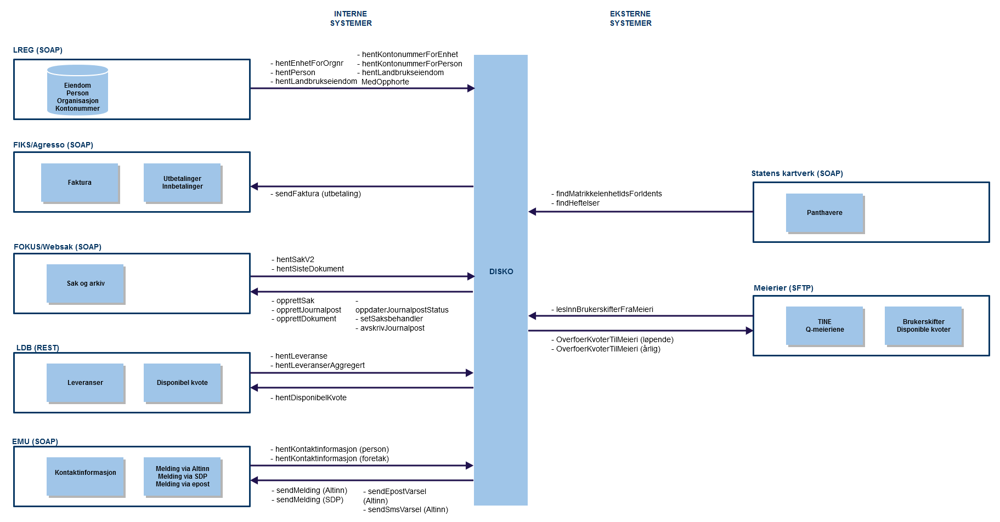 INTERNE
SYSTEMER
EKSTERNE
SYSTEMER
LREG (SOAP)
Eiendom
Person
Organisasjon
Kontonummer
- hentEnhetForOrgnr
- hentPerson
- hentLandbrukseiendom
- hentKontonummerForEnhet
- hentKontonummerForPerson
- hentLandbrukseiendom
MedOpphorte
FIKS/Agresso (SOAP)
Faktura
Utbetalinger
Innbetalinger
- sendFaktura (utbetaling)
FOKUS/Websak (SOAP)
Sak og arkiv
- hentSakV2
- hentSisteDokument
- opprettSak
- opprettJournalpost
- opprettDokument
-
oppdaterJournalpostStatus
- setSaksbehandler
- avskrivJournalpost
LDB (REST)
Leveranser
Disponibel kvote
- hentLeveranse
- hentLeveranserAggregert
- hentDisponibelKvote
EMU (SOAP)
Kontaktinformasjon
Melding via Altinn
Melding via SDP
Melding via epost
- hentKontaktinformasjon (person)
- hentKontaktinformasjon (foretak)
- sendMelding (Altinn)
- sendMelding (SDP)
- sendEpostVarsel
(Altinn)
- sendSmsVarsel (Altinn)
DISKO
Statens kartverk (SOAP)
Panthavere
- findMatrikkelenhetIdsForIdents
- findHeftelser
Meierier (SFTP)
TINE
Q-meieriene
Brukerskifter
Disponible kvoter
- lesInnBrukerskifterFraMeieri
- OverfoerKvoterTilMeieri (løpende)
- OverfoerKvoterTilMeieri (årlig)